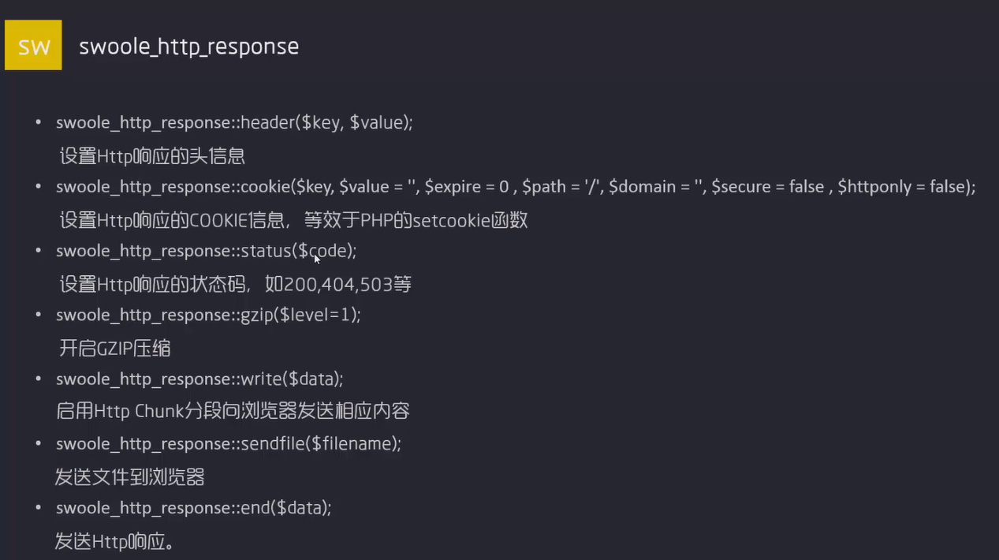 SW
swoole_http_response
• swoole_http_response::header($key, $value);
设置Http响应的头信息
• swoole_http_response::cookie($key, $value = '', $expire = 0 , $path = '/', $domain = '', $secure = false , $httponly = false);
设置Http响应的COOKIE信息，等效于PHP的setcookie函数
• swoole_http_response::status($code);
设置Http响应的状态码，如200,404,503等
• swoole_http_response::gzip($level=1);
开启GZIP压缩
• swoole_http_response::write($data);
启用Http Chunk分段向浏览器发送相应内容
• swoole_http_response::sendfile($filename);
发送文件到浏览器
• swoole_http_response::end($data);
发送Http响应。